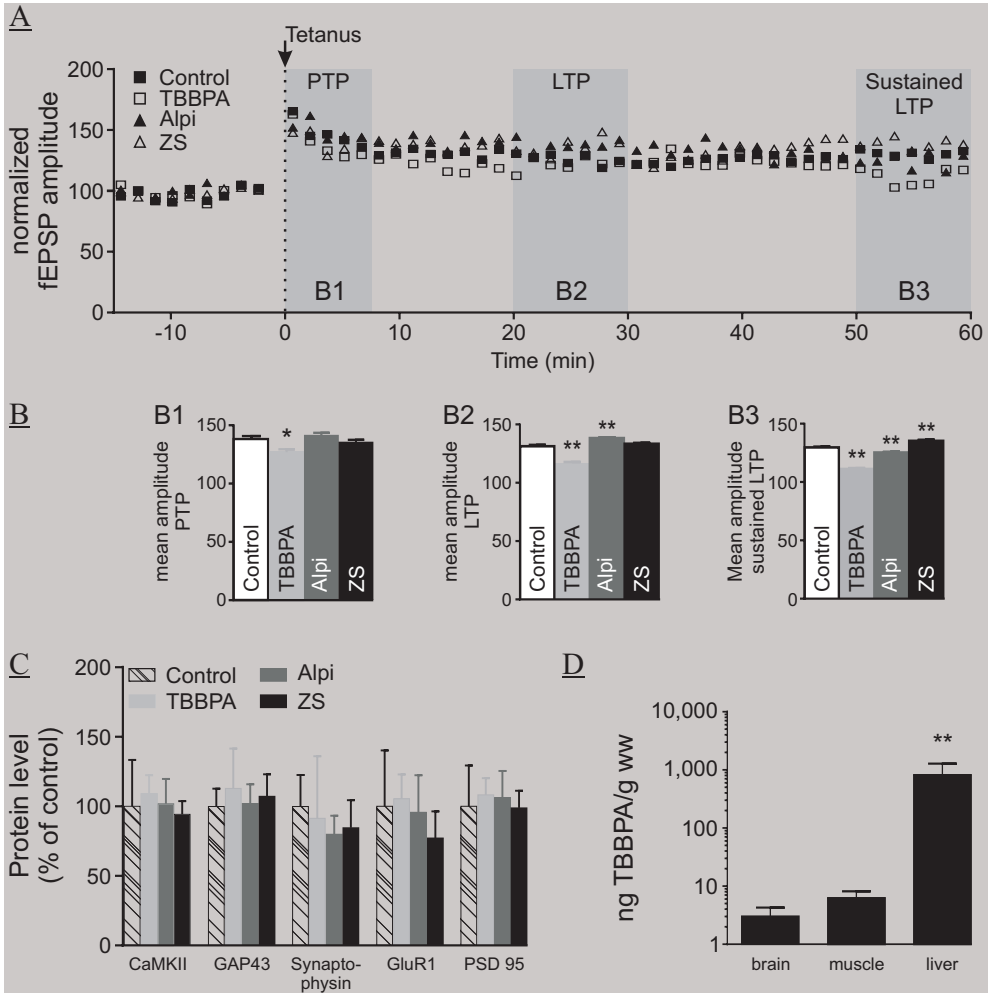 A
Tetanus
200
150
100
50
0
normalized
fEPSP amplitude
Control
TBBPA
Alpi
ZS
PTP
LTP
Sustained
LTP
B1
B2
B3
-10
0
10
20
30
40
50
60
Time (min)
B
B1
150
100
50
0
mean amplitude
PTP
*
Control
TBBPA
Alpi
ZS
B2
150
100
50
0
mean amplitude
LTP
**
**
Control
TBBPA
Alpi
ZS
B3
150
100
50
0
Mean amplitude
sustained LTP
**
**
**
Control
TBBPA
Alpi
ZS
C
200
150
100
50
0
Protein level
(% of control)
Control
TBBPA
Alpi
ZS
CaMKII
GAP43
Synapto-
physin
GluR1
PSD 95
D
10,000
1,000
100
10
1
ng TBBPA/g ww
**
brain
muscle
liver